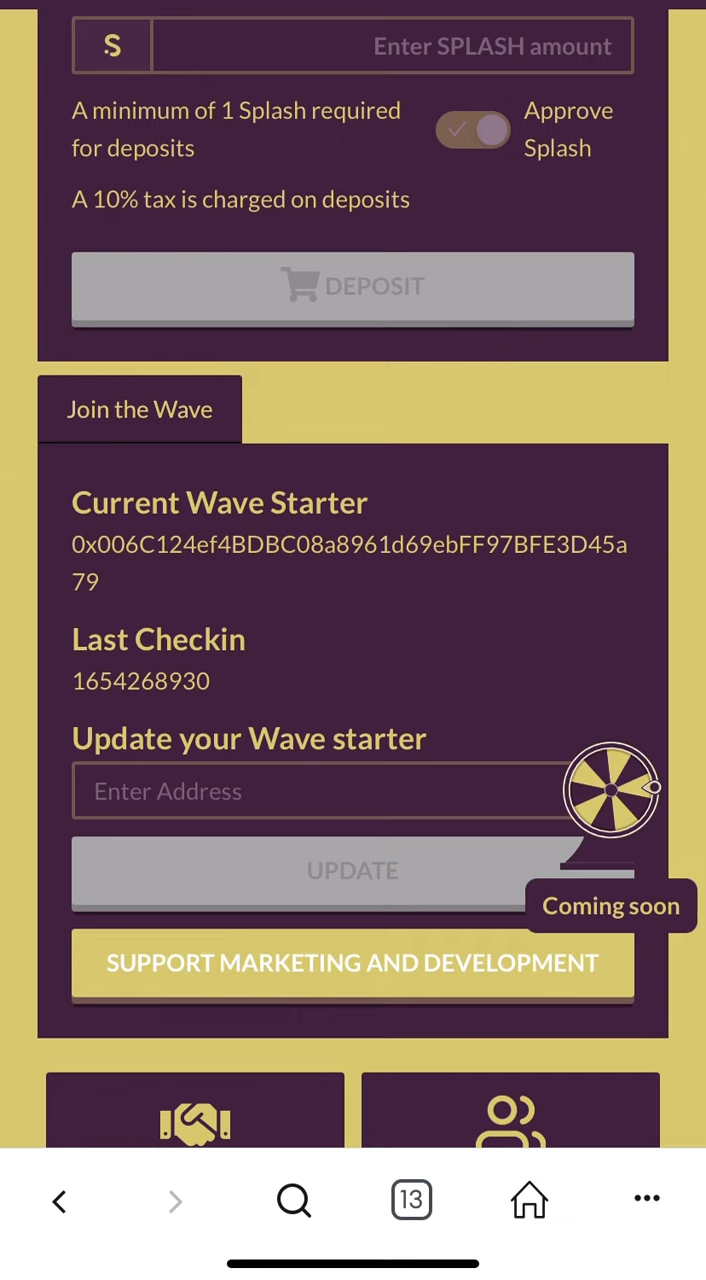 S
Enter SPLASH amount
A minimum of 1 Splash required
for deposits
Approve
Splash
A 10% tax is charged on deposits
DEPOSIT
Join the Wave
Current Wave Starter
0x006C124ef4BDBC08a8961d69ebFF97BFE3D45a
79
Last Checkin
1654268930
Update your Wave starter
Enter Address
UPDATE
Coming soon
SUPPORT MARKETING AND DEVELOPMENT
13